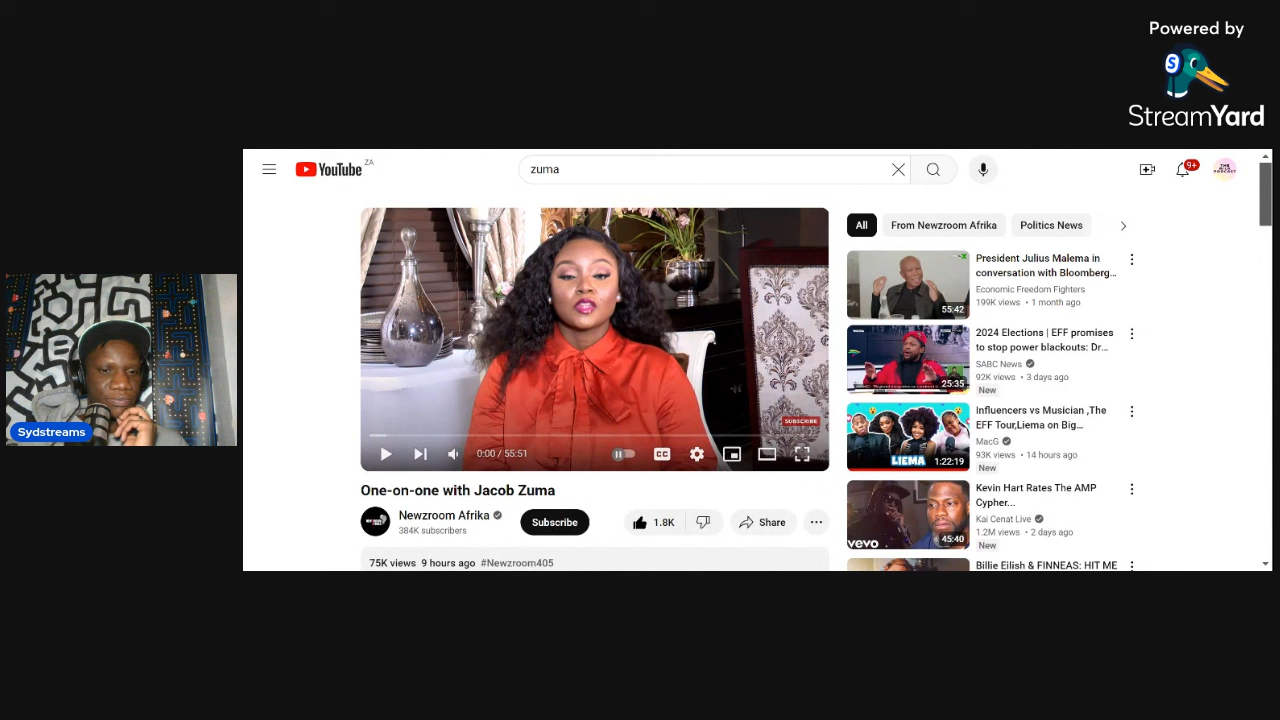 Powered by
S
StreamYard
YouTube ZA
zuma
9+
SUBSCRIBE
0:00 / 55:51
CC
One-on-one with Jacob Zuma
Newzroom Afrika
384K subscribers
Subscribe
1.8K
Share
75K views 9 hours ago #Newzroom405
All
From Newzroom Afrika
Politics News
President Julius Malema in
conversation with Bloomberg...
Economic Freedom Fighters
199K views • 1 month ago
55:42
2024 Elections | EFF promises
to stop power blackouts: Dr...
SABC News
92K views • 3 days ago
New
25:35
Influencers vs Musician ,The
EFF Tour,Liema on Big...
MacG
93K views • 14 hours ago
New
LIEMA
1:22:19
Kevin Hart Rates The AMP
Cypher...
Kai Cenat Live
1.2M views • 2 days ago
New
vevo
45:40
Billie Eilish & FINNEAS: HIT ME
Sydstreams